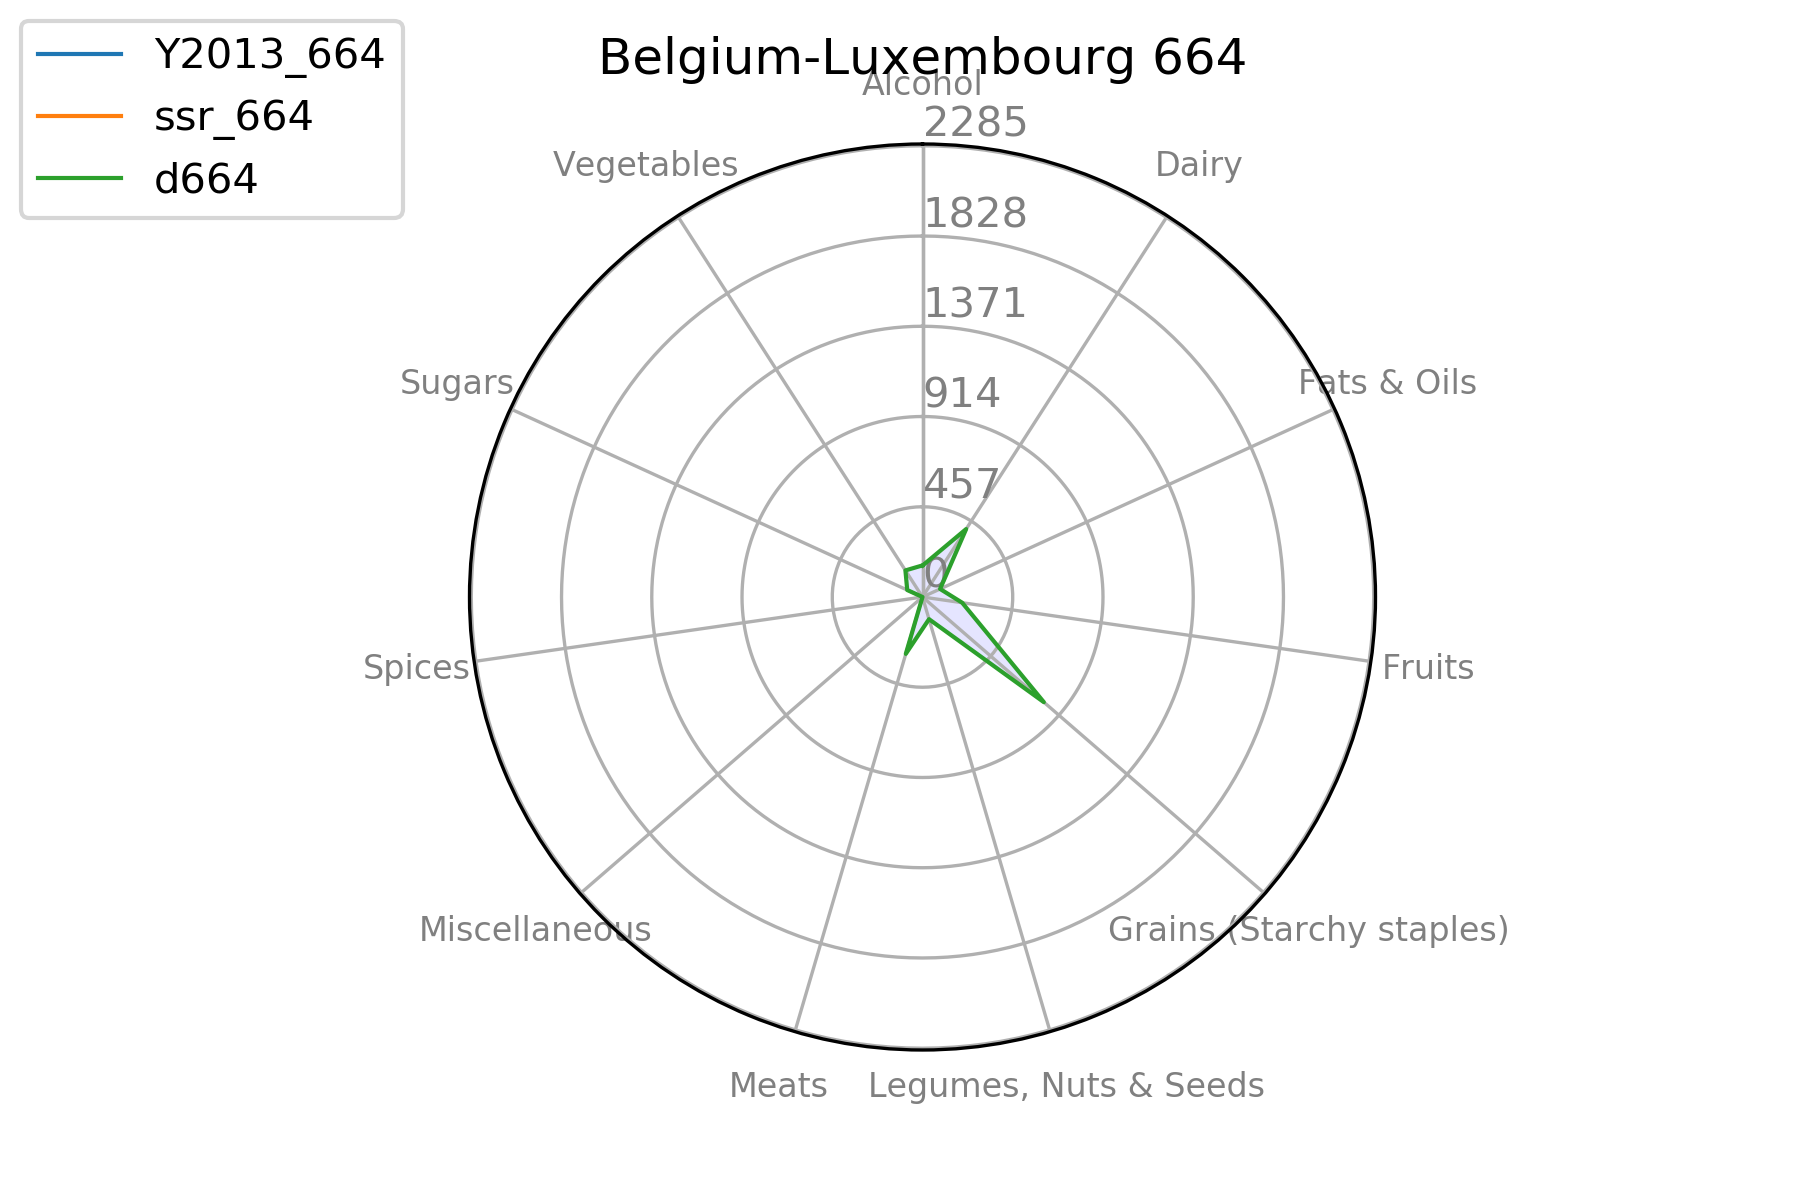 Y2013_664
ssr_664
d664
Belgium-Luxembourg 664
Alcohol
2285
Vegetables
Dairy
1828
1371
Sugars
Fats & Oils
914
457
0
Spices
Fruits
Miscellaneous
Grains (Starchy staples)
Meats
Legumes, Nuts & Seeds